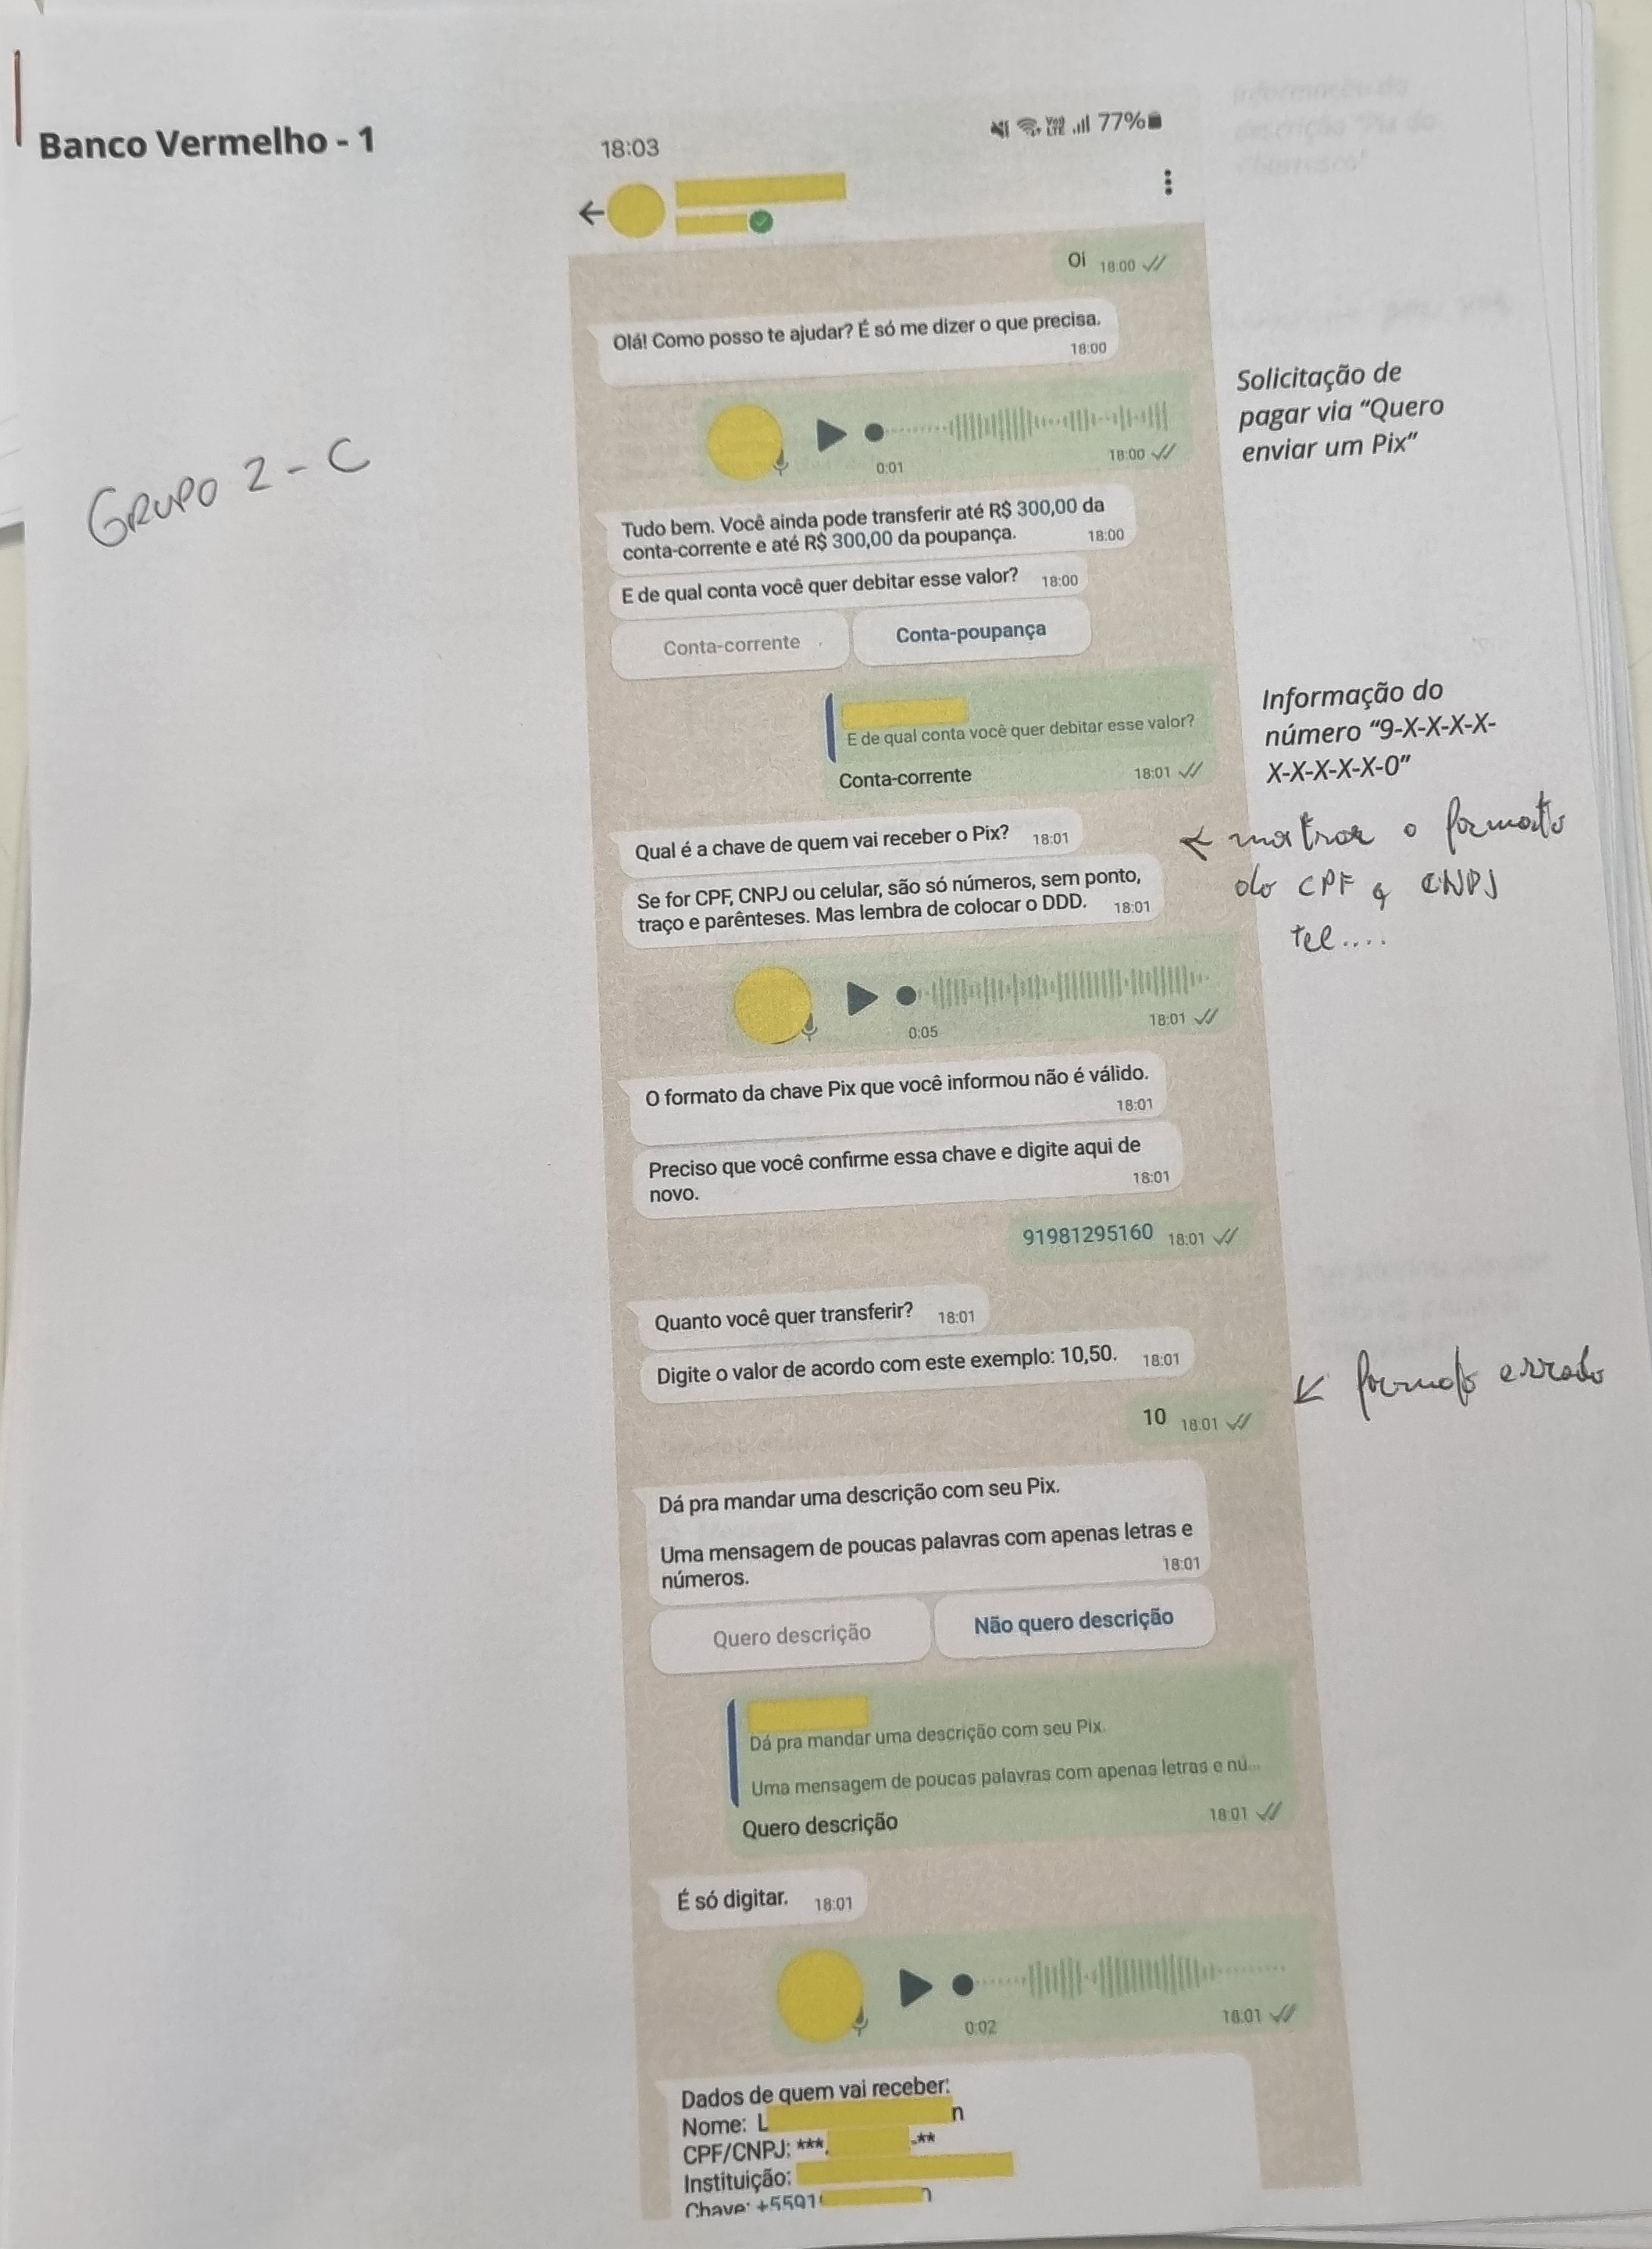 Banco Vermelho - 1
18:03
77%
Oi 18:00
Olá! Como posso te ajudar? É só me dizer o que precisa.
18:00
Solicitação de
pagar via “Quero
enviar um Pix”
0:01 18:00
GRUPO 2 - C
Tudo bem. Você ainda pode transferir até R$ 300,00 da
conta-corrente e até R$ 300,00 da poupança. 18:00
E de qual conta você quer debitar esse valor? 18:00
Conta-corrente Conta-poupança
Informação do
número “9-X-X-X-X-
X-X-X-X-X-0”
E de qual conta você quer debitar esse valor?
Conta-corrente 18:01
Qual é a chave de quem vai receber o Pix? 18:01
Se for CPF, CNPJ ou celular, são só números, sem ponto,
traço e parênteses. Mas lembra de colocar o DDD. 18:01
o formato
do CPF CNPJ
tel....
0:05 18:01
O formato da chave Pix que você informou não é válido.
18:01
Preciso que você confirme essa chave e digite aqui de
novo. 18:01
91981295160 18:01
Quanto você quer transferir? 18:01
Digite o valor de acordo com este exemplo: 10,50. 18:01
formato errado
10 18:01
Dá pra mandar uma descrição com seu Pix.
Uma mensagem de poucas palavras com apenas letras e
números. 18:01
Quero descrição Não quero descrição
Dá pra mandar uma descrição com seu Pix.
Uma mensagem de poucas palavras com apenas letras e nú...
Quero descrição 18:01
É só digitar. 18:01
0:02 18:01
Dados de quem vai receber:
Nome: L n
CPF/CNPJ: ***. -**
Instituição:
Chave: +5591